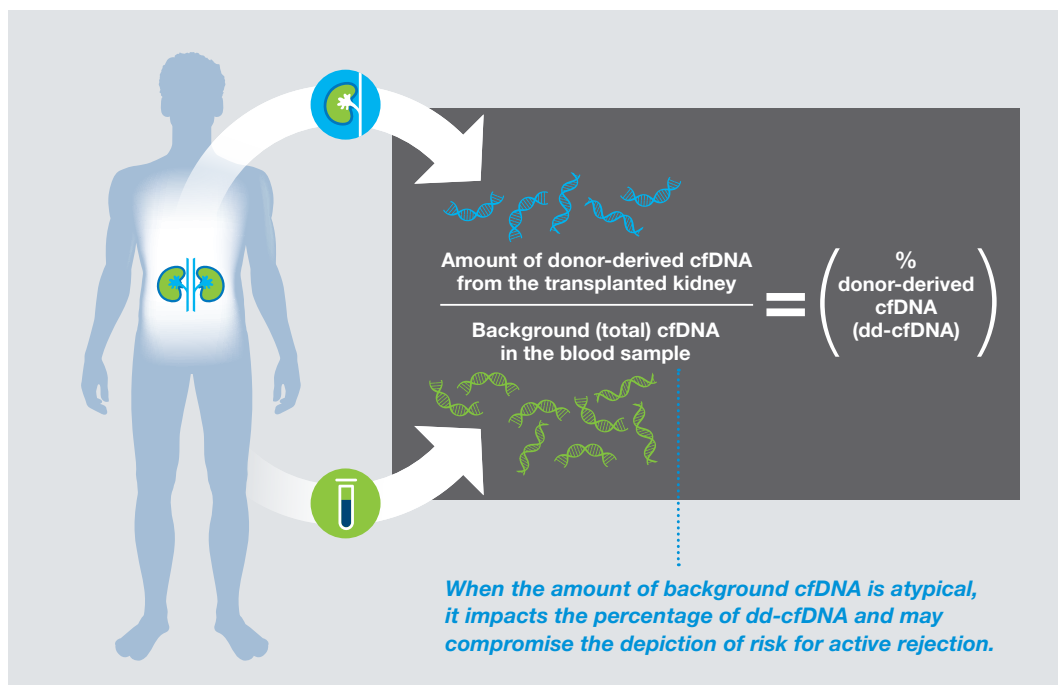 Amount of donor-derived cfDNA
from the transplanted kidney
Background (total) cfDNA
in the blood sample
=
%
donor-derived
cfDNA
(dd-cfDNA)
When the amount of background cfDNA is atypical,
it impacts the percentage of dd-cfDNA and may
compromise the depiction of risk for active rejection.